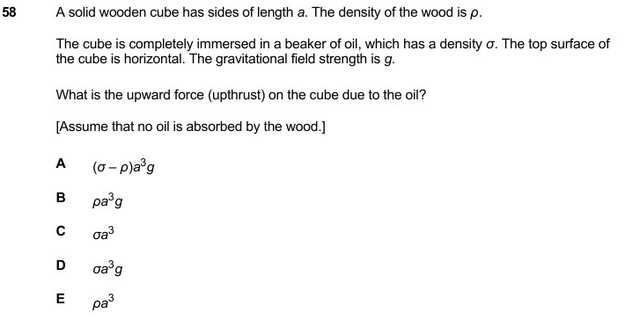 58 A solid wooden cube has sides of length a. The density of the wood is ρ.
The cube is completely immersed in a beaker of oil, which has a density σ. The top surface of
the cube is horizontal. The gravitational field strength is g.
What is the upward force (upthrust) on the cube due to the oil?
[Assume that no oil is absorbed by the wood.]
A (σ – ρ)a³g
B ρa³g
C σa³
D σa³g
E ρa³